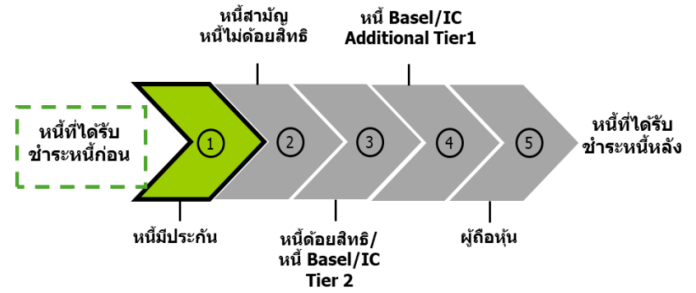 หนี้สามัญ
หนี้ไม่ด้อยสิทธิ
หนี้ Basel/IC
Additional Tier1
หนี้ที่ได้รับ
ชำระหนี้ก่อน
1
2
3
4
5
หนี้ที่ได้รับ
ชำระหนี้หลัง
หนี้มีประกัน
หนี้ด้อยสิทธิ/
หนี้ Basel/IC
Tier 2
ผู้ถือหุ้น